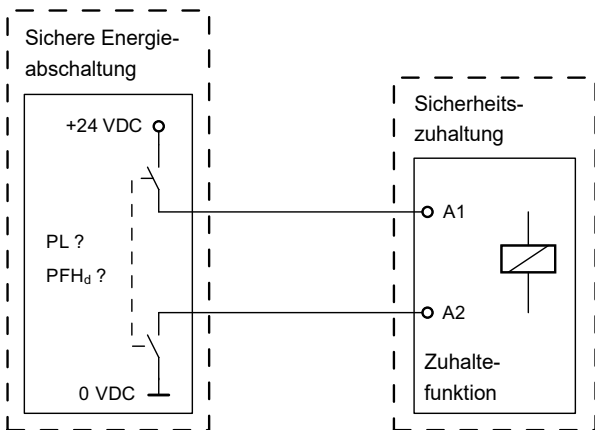 Sichere Energie-
abschaltung
+24 VDC
PL ?
PFHd ?
0 VDC
Sicherheits-
zuhaltung
A1
A2
Zuhalte-
funktion